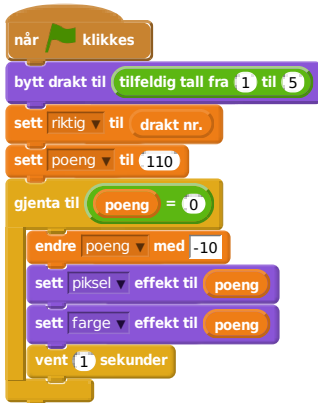 når klikkes
bytt drakt til tilfeldig tall fra 1 til 5
sett riktig til drakt nr.
sett poeng til 110
gjenta til poeng = 0
endre poeng med -10
sett piksel effekt til poeng
sett farge effekt til poeng
vent 1 sekunder